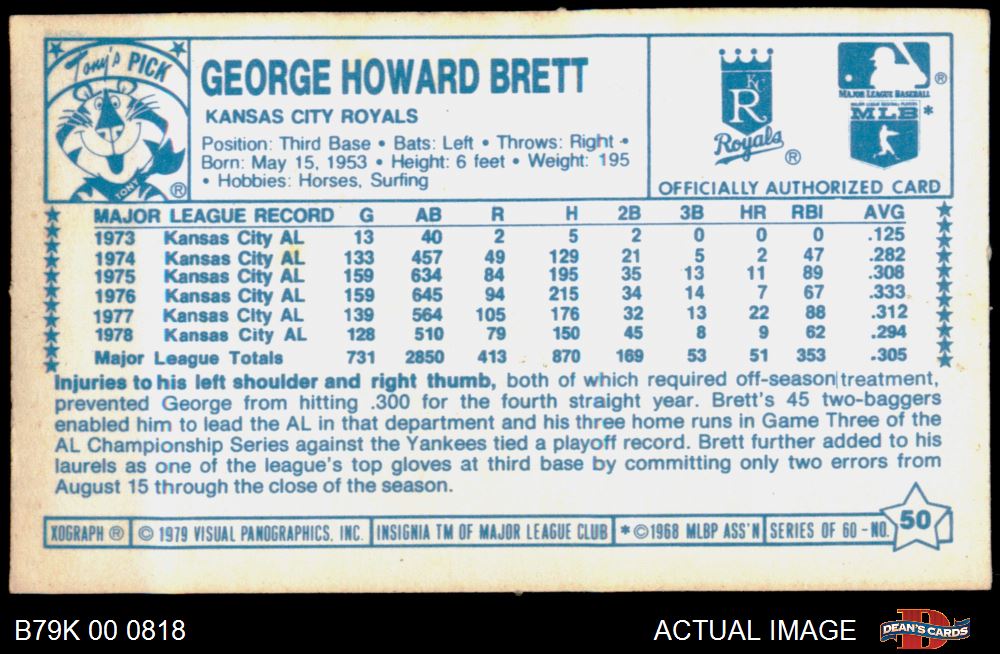 Tony's PICK
TONY ®
GEORGE HOWARD BRETT
KANSAS CITY ROYALS
Position: Third Base • Bats: Left • Throws: Right •
Born: May 15, 1953 • Height: 6 feet • Weight: 195
• Hobbies: Horses, Surfing
KC
R
Royals ®
®
MAJOR LEAGUE BASEBALL
MAJOR LEAGUE BASEBALL PLAYERS
MLB *
OFFICIALLY AUTHORIZED CARD
MAJOR LEAGUE RECORD G AB R H 2B 3B HR RBI AVG
1973 Kansas City AL 13 40 2 5 2 0 0 0 .125
1974 Kansas City AL 133 457 49 129 21 5 2 47 .282
1975 Kansas City AL 159 634 84 195 35 13 11 89 .308
1976 Kansas City AL 159 645 94 215 34 14 7 67 .333
1977 Kansas City AL 139 564 105 176 32 13 22 88 .312
1978 Kansas City AL 128 510 79 150 45 8 9 62 .294
Major League Totals 731 2850 413 870 169 53 51 353 .305
Injuries to his left shoulder and right thumb, both of which required off-season treatment,
prevented George from hitting .300 for the fourth straight year. Brett's 45 two-baggers
enabled him to lead the AL in that department and his three home runs in Game Three of the
AL Championship Series against the Yankees tied a playoff record. Brett further added to his
laurels as one of the league's top gloves at third base by committing only two errors from
August 15 through the close of the season.
XOGRAPH ® © 1979 VISUAL PANOGRAPHICS, INC. INSIGNIA TM OF MAJOR LEAGUE CLUB * ©1968 MLBP ASS'N SERIES OF 60 - NO. 50
B79K 00 0818
ACTUAL IMAGE
D
DEAN'S CARDS